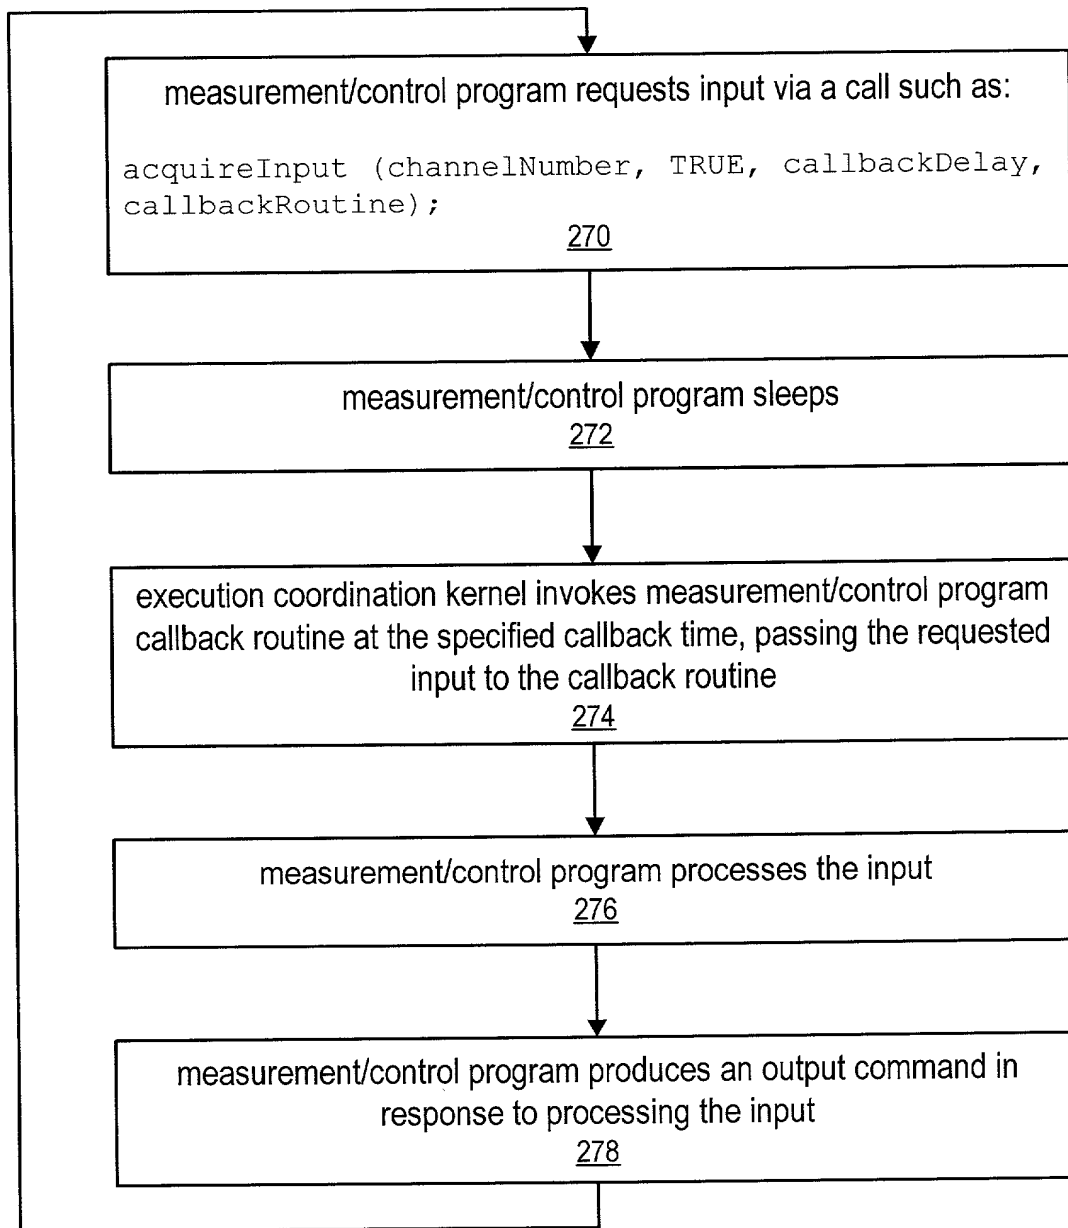 measurement/control program requests input via a call such as:
acquireInput (channelNumber, TRUE, callbackDelay,
callbackRoutine);
270
measurement/control program sleeps
272
execution coordination kernel invokes measurement/control program
callback routine at the specified callback time, passing the requested
input to the callback routine
274
measurement/control program processes the input
276
measurement/control program produces an output command in
response to processing the input
278